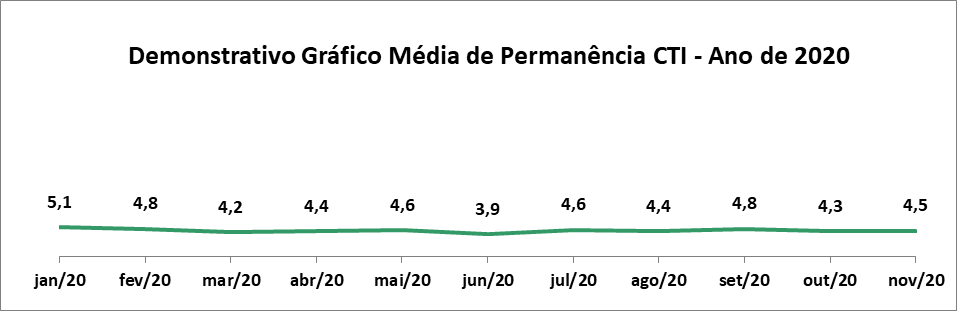 Demonstrativo Gráfico Média de Permanência CTI - Ano de 2020
5,1 4,8 4,2 4,4 4,6 3,9 4,6 4,4 4,8 4,3 4,5
jan/20 fev/20 mar/20 abr/20 mai/20 jun/20 jul/20 ago/20 set/20 out/20 nov/20